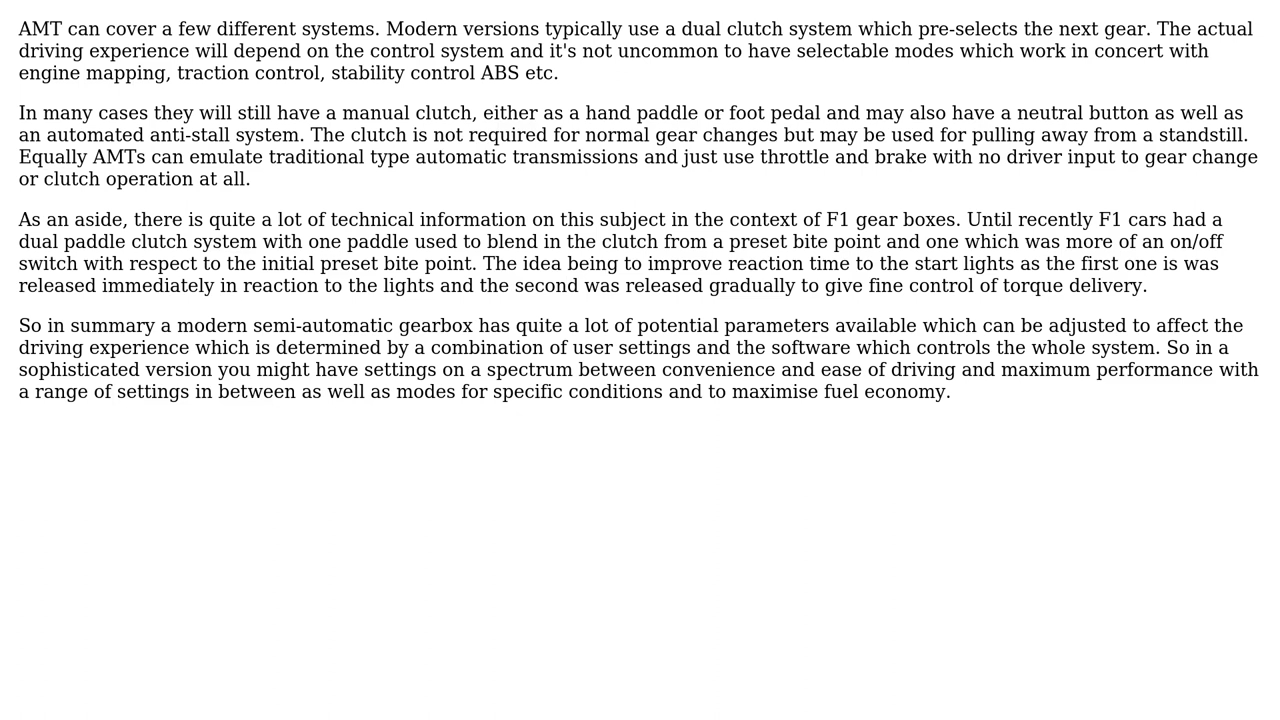 AMT can cover a few different systems. Modern versions typically use a dual clutch system which pre-selects the next gear. The actual
driving experience will depend on the control system and it's not uncommon to have selectable modes which work in concert with
engine mapping, traction control, stability control ABS etc.
In many cases they will still have a manual clutch, either as a hand paddle or foot pedal and may also have a neutral button as well as
an automated anti-stall system. The clutch is not required for normal gear changes but may be used for pulling away from a standstill.
Equally AMTs can emulate traditional type automatic transmissions and just use throttle and brake with no driver input to gear change
or clutch operation at all.
As an aside, there is quite a lot of technical information on this subject in the context of F1 gear boxes. Until recently F1 cars had a
dual paddle clutch system with one paddle used to blend in the clutch from a preset bite point and one which was more of an on/off
switch with respect to the initial preset bite point. The idea being to improve reaction time to the start lights as the first one is was
released immediately in reaction to the lights and the second was released gradually to give fine control of torque delivery.
So in summary a modern semi-automatic gearbox has quite a lot of potential parameters available which can be adjusted to affect the
driving experience which is determined by a combination of user settings and the software which controls the whole system. So in a
sophisticated version you might have settings on a spectrum between convenience and ease of driving and maximum performance with
a range of settings in between as well as modes for specific conditions and to maximise fuel economy.